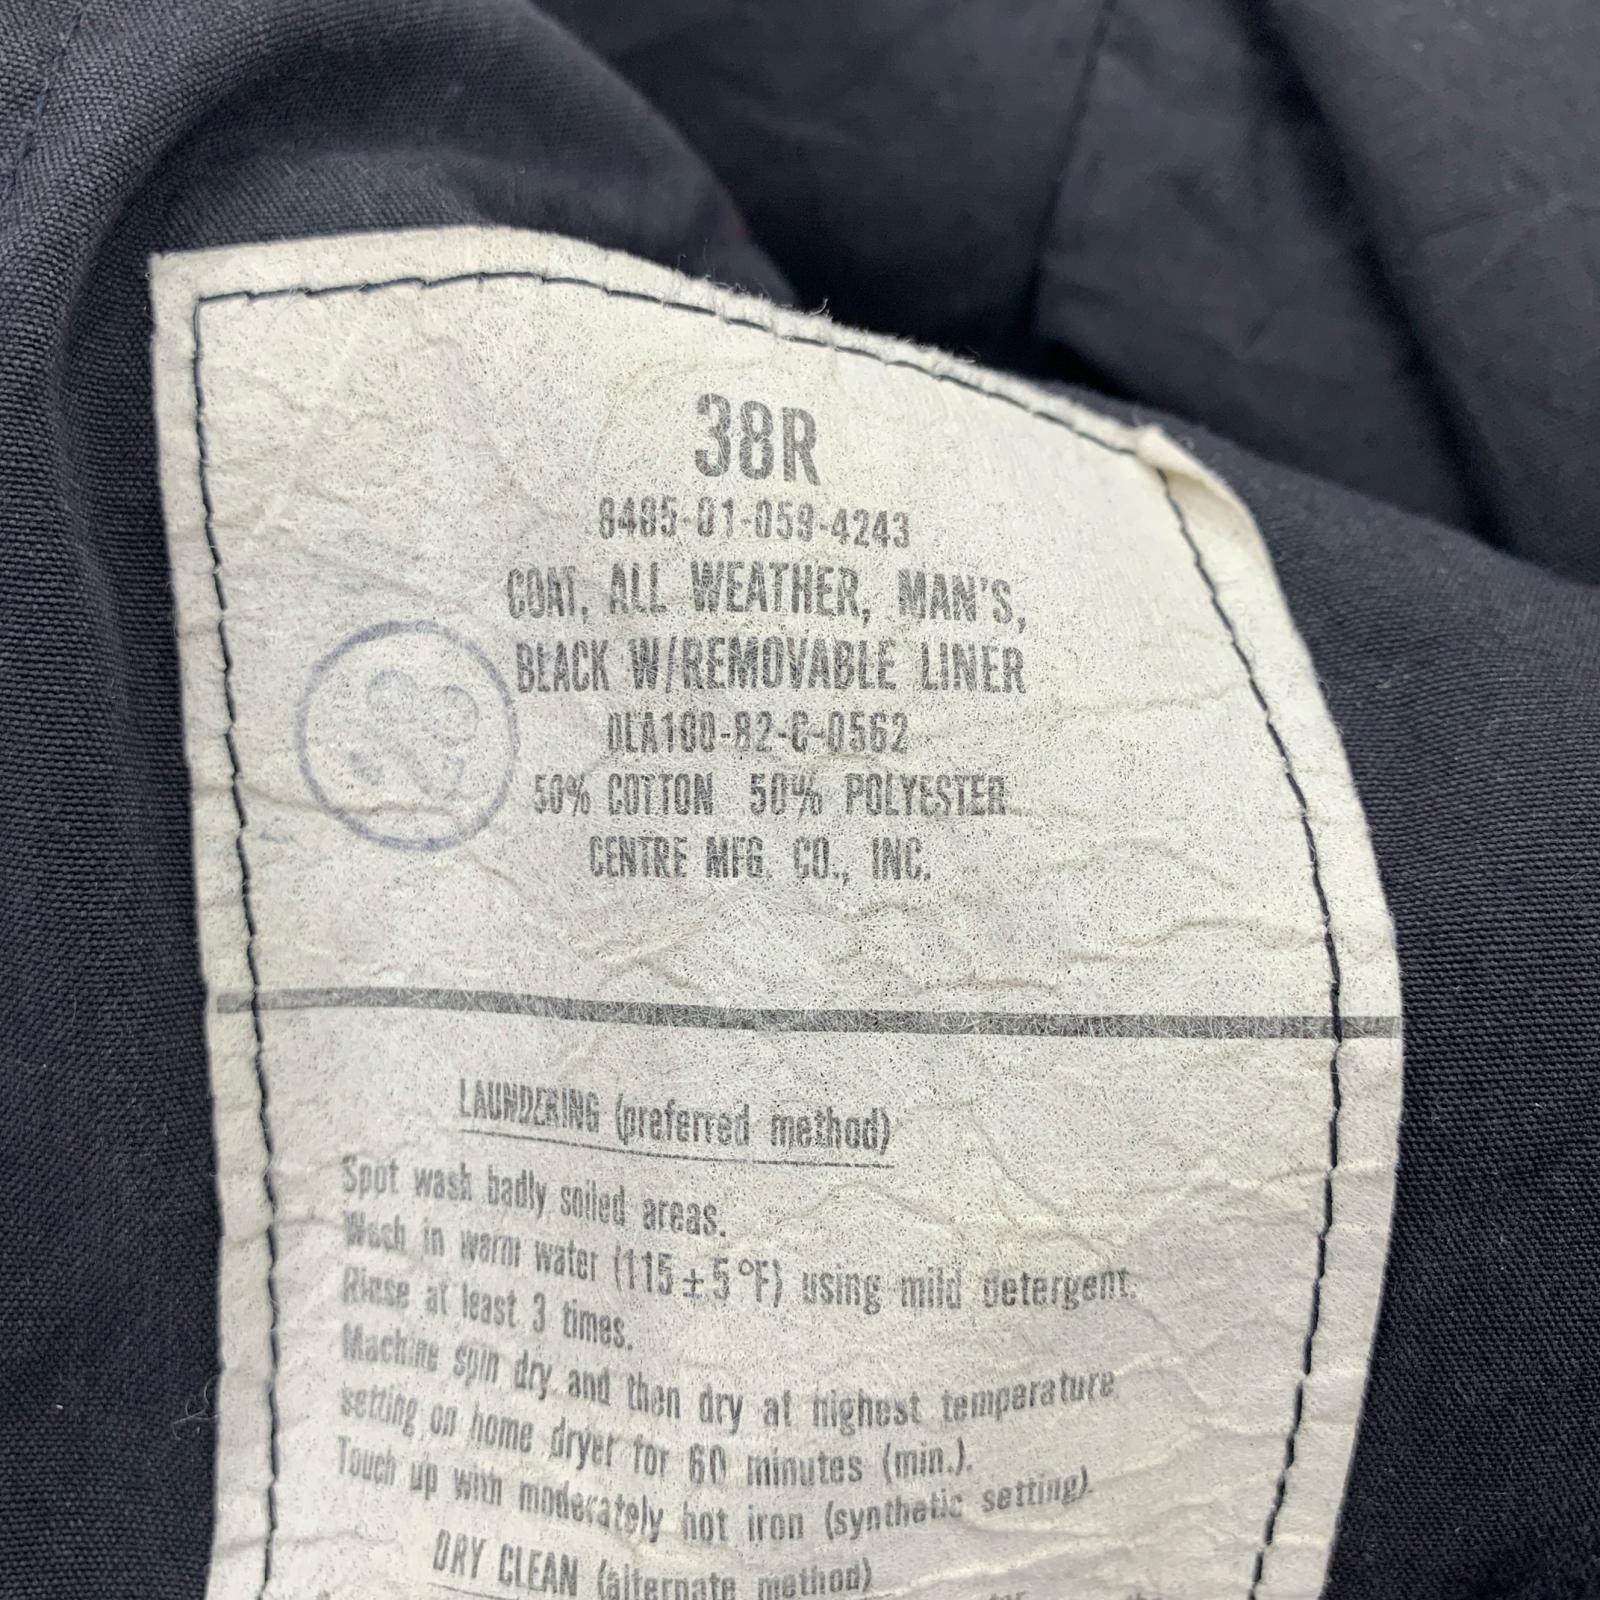 38R
8405-01-059-4243
COAT, ALL WEATHER, MAN'S,
BLACK W/REMOVABLE LINER
DLA100-82-C-0562
50% COTTON 50% POLYESTER
CENTRE MFG. CO., INC.
LAUNDERING (preferred method)
Spot wash badly soiled areas.
Wash in warm water (115±5°F) using mild detergent.
Rinse at least 3 times.
Machine spin dry and then dry at highest temperature
setting on home dryer for 60 minutes (min.).
Touch up with moderately hot iron (synthetic setting).
DRY CLEAN (alternate method)